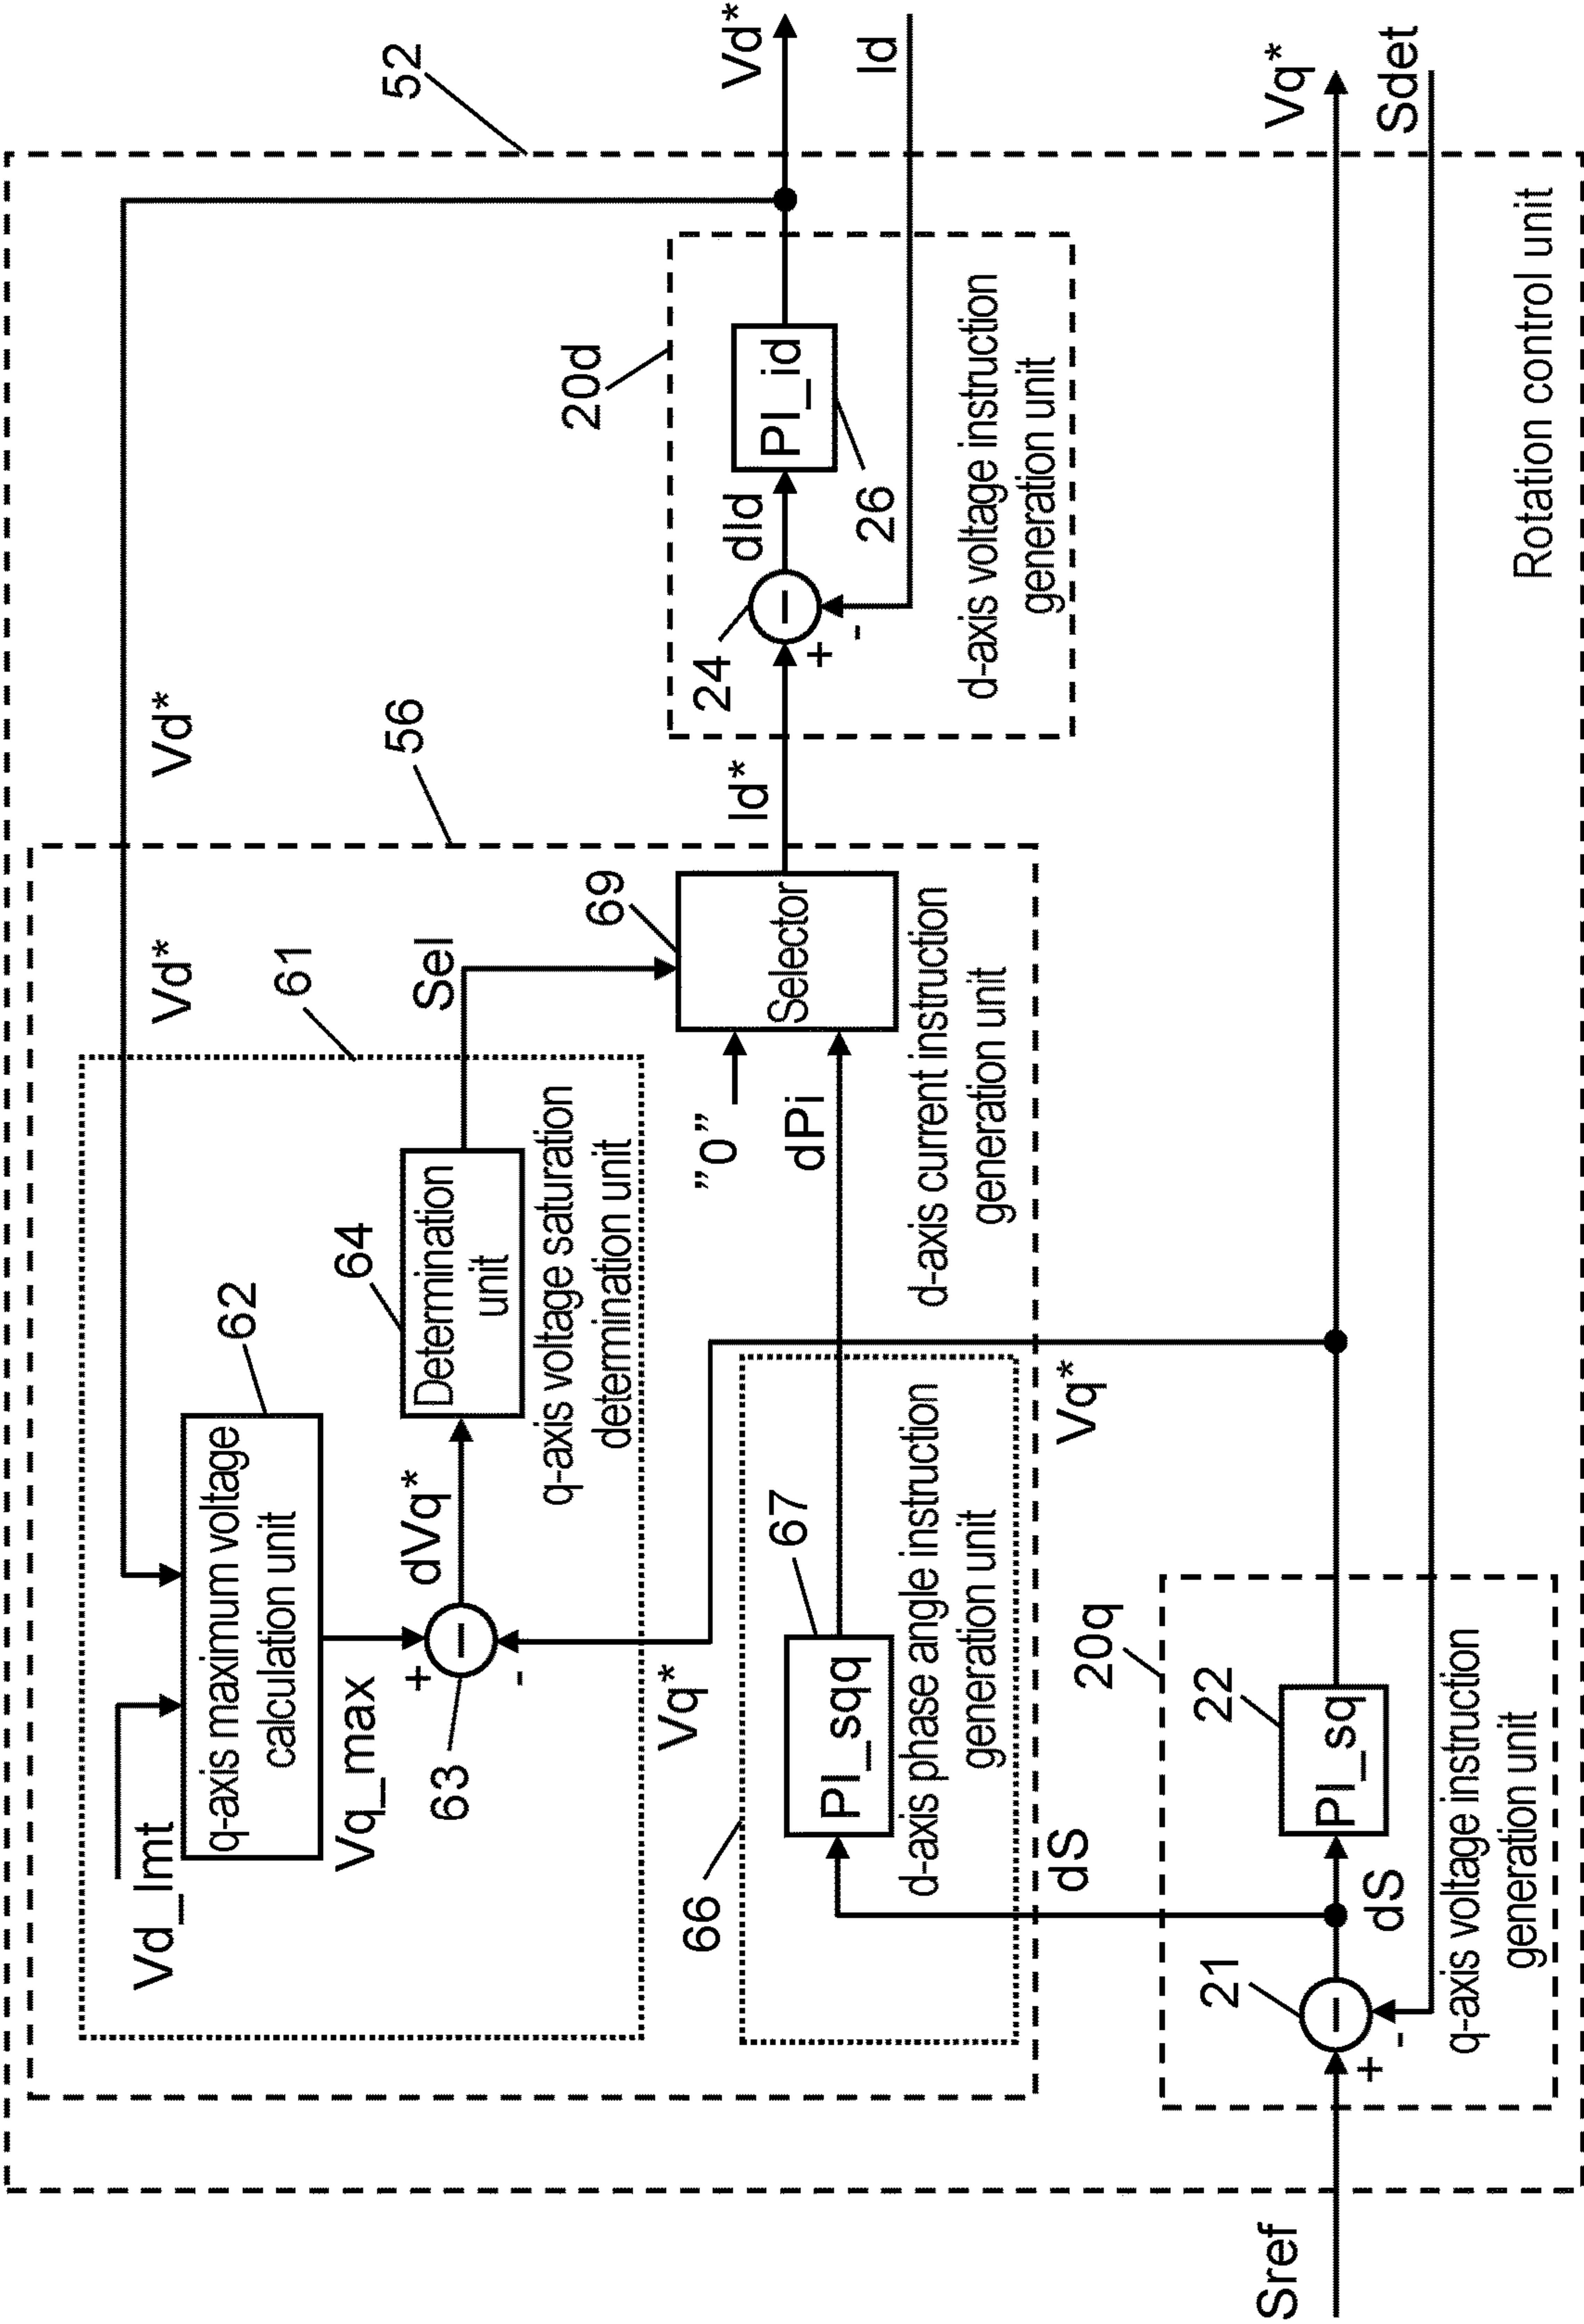 52
Vd*
Vd*
Vd*
Id
56
61
62
Vd_lmt
q-axis maximum voltage
calculation unit
Vq_max
+
-
63
dVq*
64
Determination
unit
q-axis voltage saturation
determination unit
Sel
69
Selector
"0"
dPi
Id*
d-axis current instruction
generation unit
20d
24
+
-
dId
PI_id
26
d-axis voltage instruction
generation unit
Vq*
66
67
PI_sqq
d-axis phase angle instruction
generation unit
dS
Vq*
20q
21
Sref
+
-
dS
22
PI_sq
q-axis voltage instruction
generation unit
Vq*
Sdet
Rotation control unit